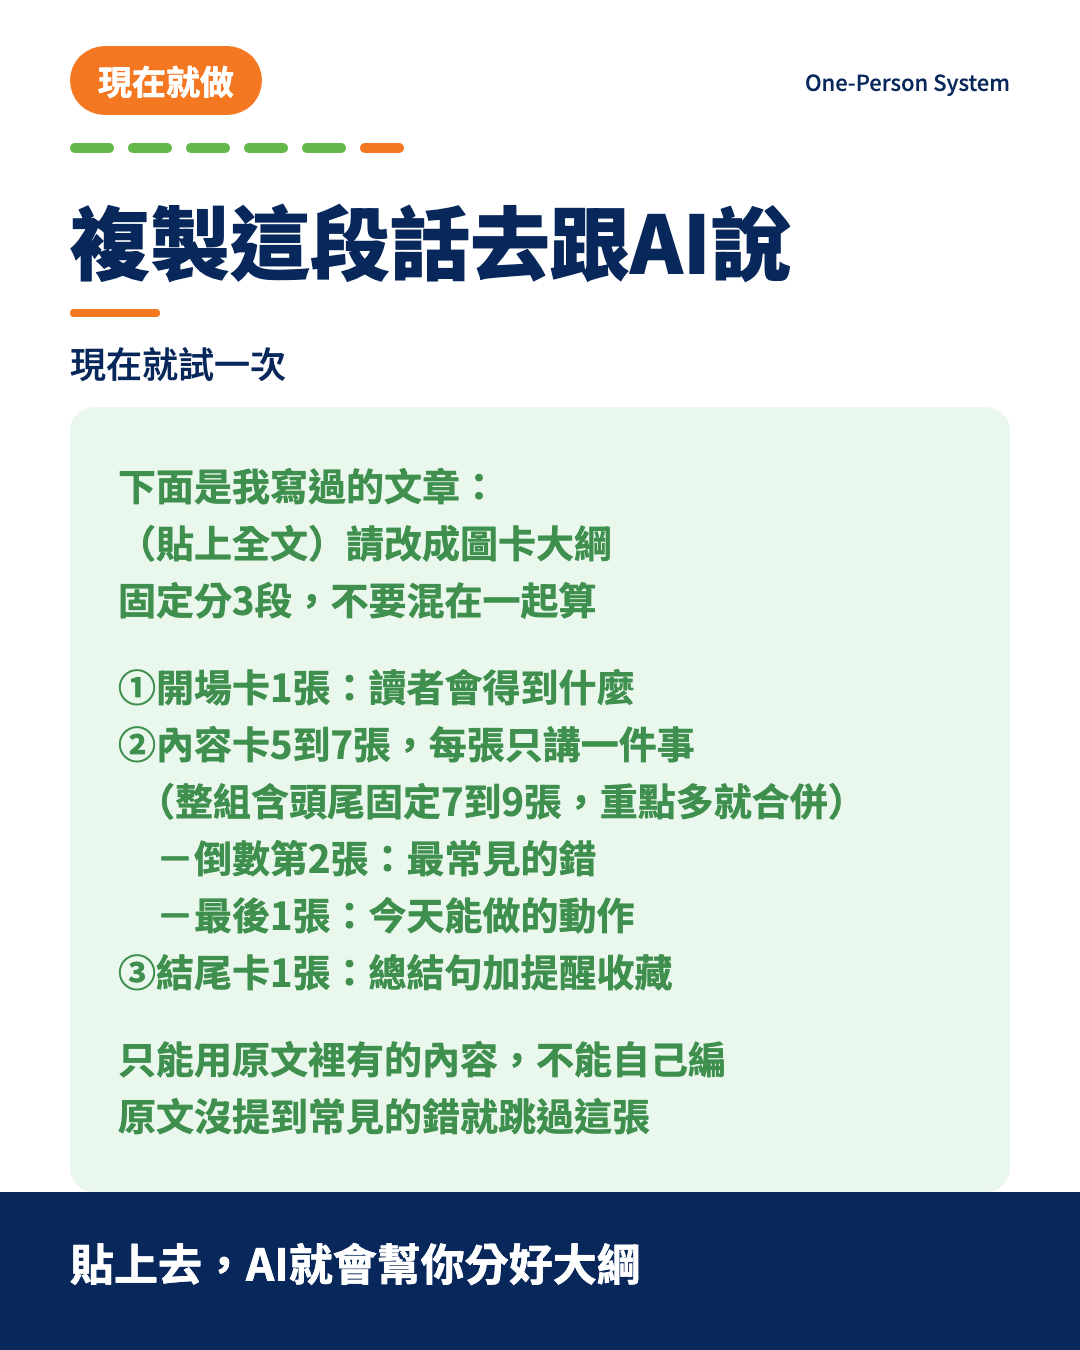 現在就做
One-Person System
複製這段話去跟AI說
現在就試一次
下面是我寫過的文章：
（貼上全文）請改成圖卡大綱
固定分3段，不要混在一起算
①開場卡1張：讀者會得到什麼
②內容卡5到7張，每張只講一件事
（整組含頭尾固定7到9張，重點多就合併）
－倒數第2張：最常見的錯
－最後1張：今天能做的動作
③結尾卡1張：總結句加提醒收藏
只能用原文裡有的內容，不能自己編
原文沒提到常見的錯就跳過這張
貼上去，AI就會幫你分好大綱